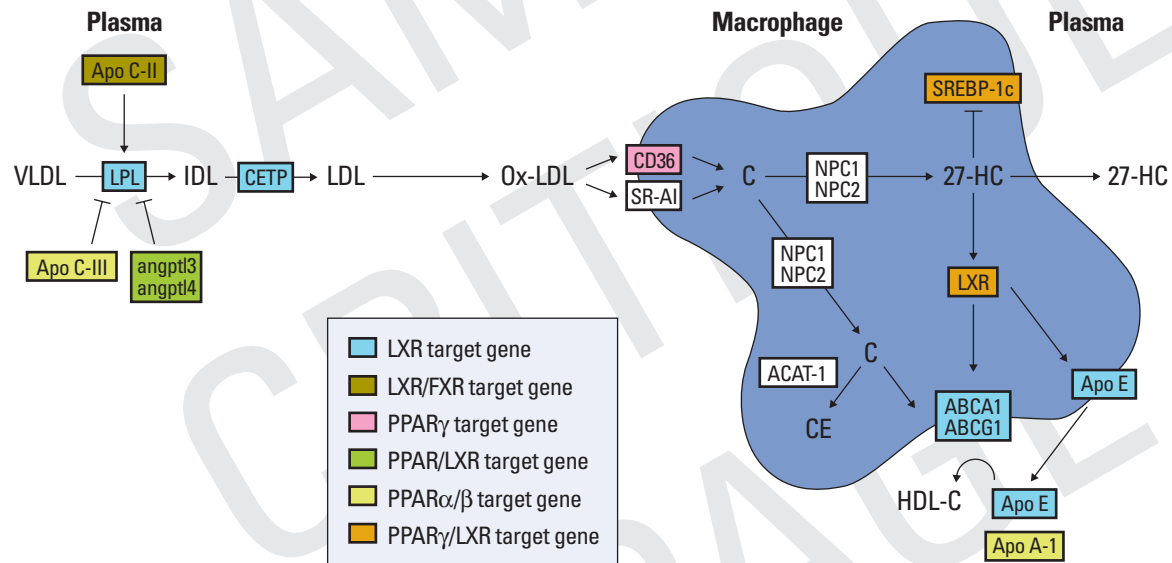 Plasma
Macrophage
Plasma
Apo C-II
SREBP-1c
VLDL
LPL
IDL
CETP
LDL
Ox-LDL
CD36
SR-AI
C
NPC1
NPC2
27-HC
27-HC
Apo C-III
angptl3
angptl4
NPC1
NPC2
LXR
C
ACAT-1
CE
ABCA1
ABCG1
Apo E
HDL-C
Apo E
Apo A-1
LXR target gene
LXR/FXR target gene
PPARγ target gene
PPAR/LXR target gene
PPARα/β target gene
PPARγ/LXR target gene